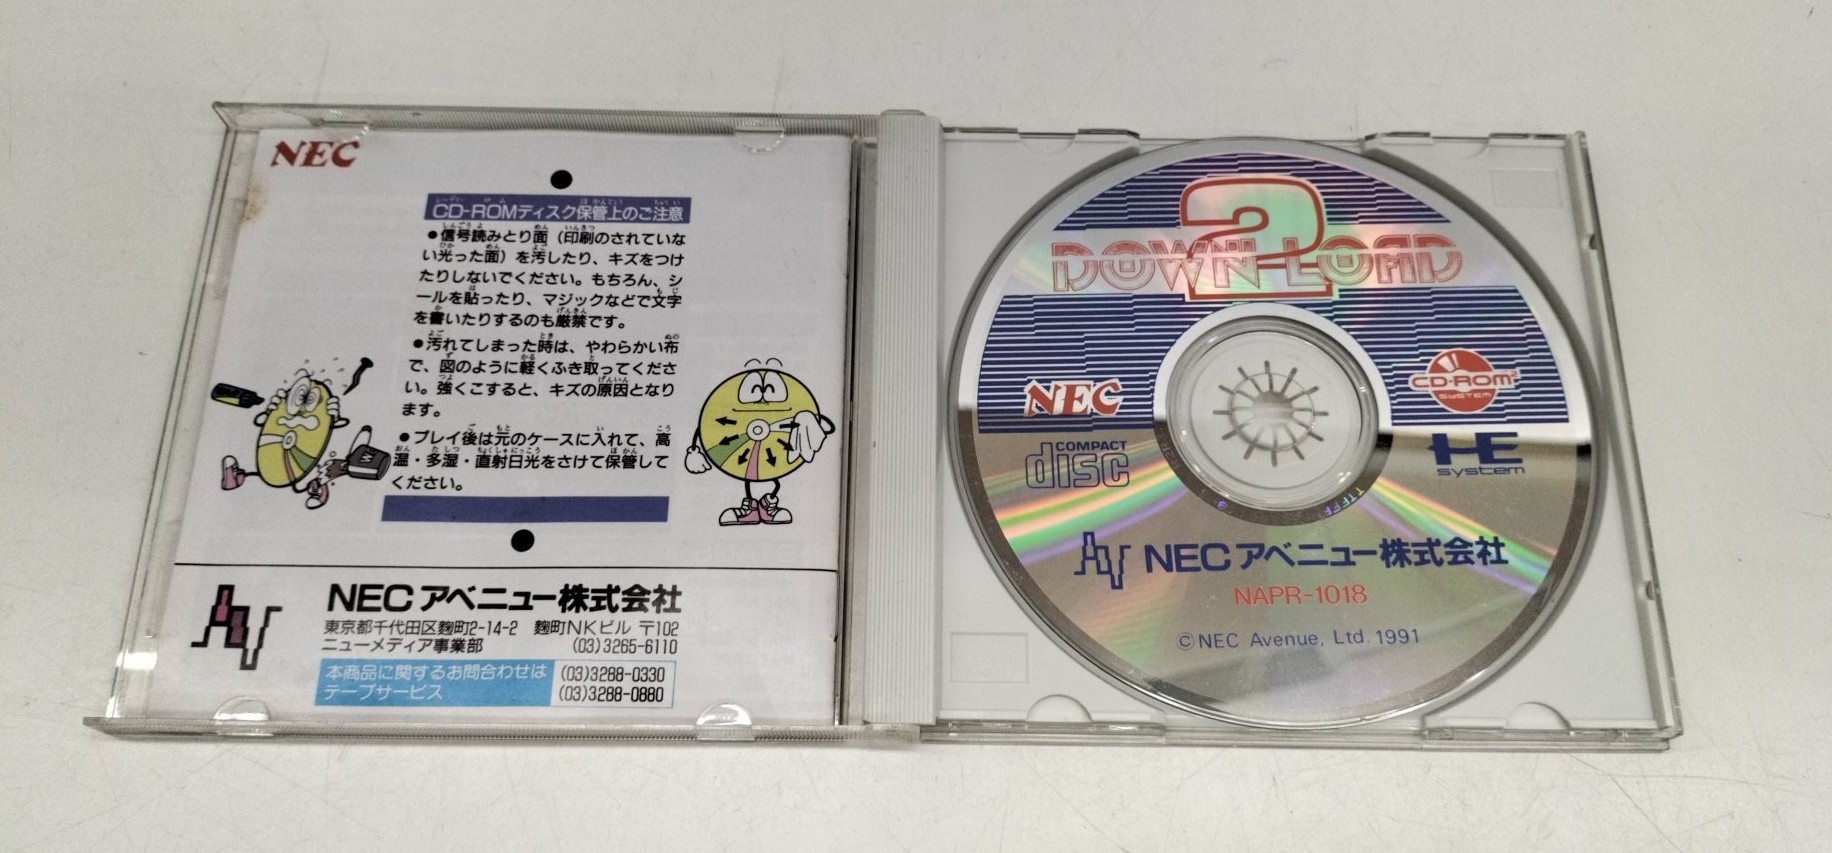 NEC
CD-ROMディスク保管上のご注意
●信号読みとり面（印刷のされていな
い光った面）を汚したり、キズをつけ
たりしないでください。もちろん、シ
ールを貼ったり、マジックなどで文字
を書いたりするのも厳禁です。
●汚れてしまった時は、やわらかい布
で、図のように軽くふき取ってくださ
い。強くこすると、キズの原因となり
ます。
●プレイ後は元のケースに入れて、高
温・多湿・直射日光をさけて保管して
ください。
NECアベニュー株式会社
東京都千代田区麹町2-14-2 麹町NKビル 〒102
ニューメディア事業部 (03)3265-6110
本商品に関するお問合わせは (03)3288-0330
テープサービス (03)3288-0880
2
DOWN LOAD
NEC
CD-ROM2
SYSTEM
COMPACT
disc
HE
system
NECアベニュー株式会社
NAPR-1018
©NEC Avenue, Ltd. 1991